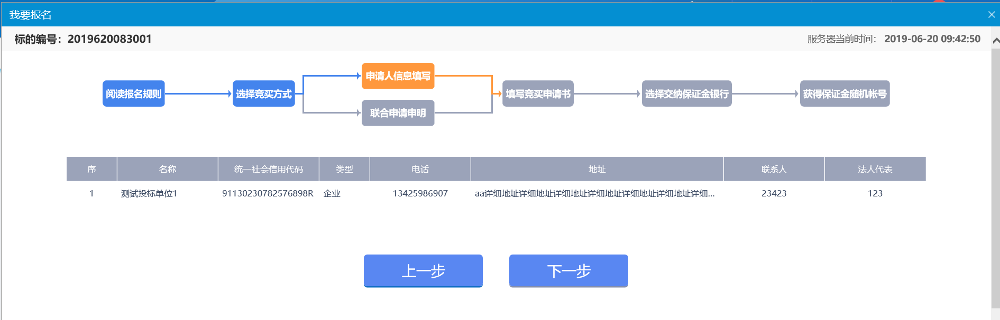 我要报名
标的编号：2019620083001
服务器当前时间： 2019-06-20 09:42:50
阅读报名规则
选择竞买方式
申请人信息填写
联合申请申明
填写竞买申请书
选择交纳保证金银行
获得保证金随机帐号
序 名称 统一社会信用代码 类型 电话 地址 联系人 法人代表
1 测试投标单位1 91130230782576898R 企业 13425986907 aa详细地址详细地址详细地址详细地址详细地址详细地址详细... 23423 123
上一步 下一步